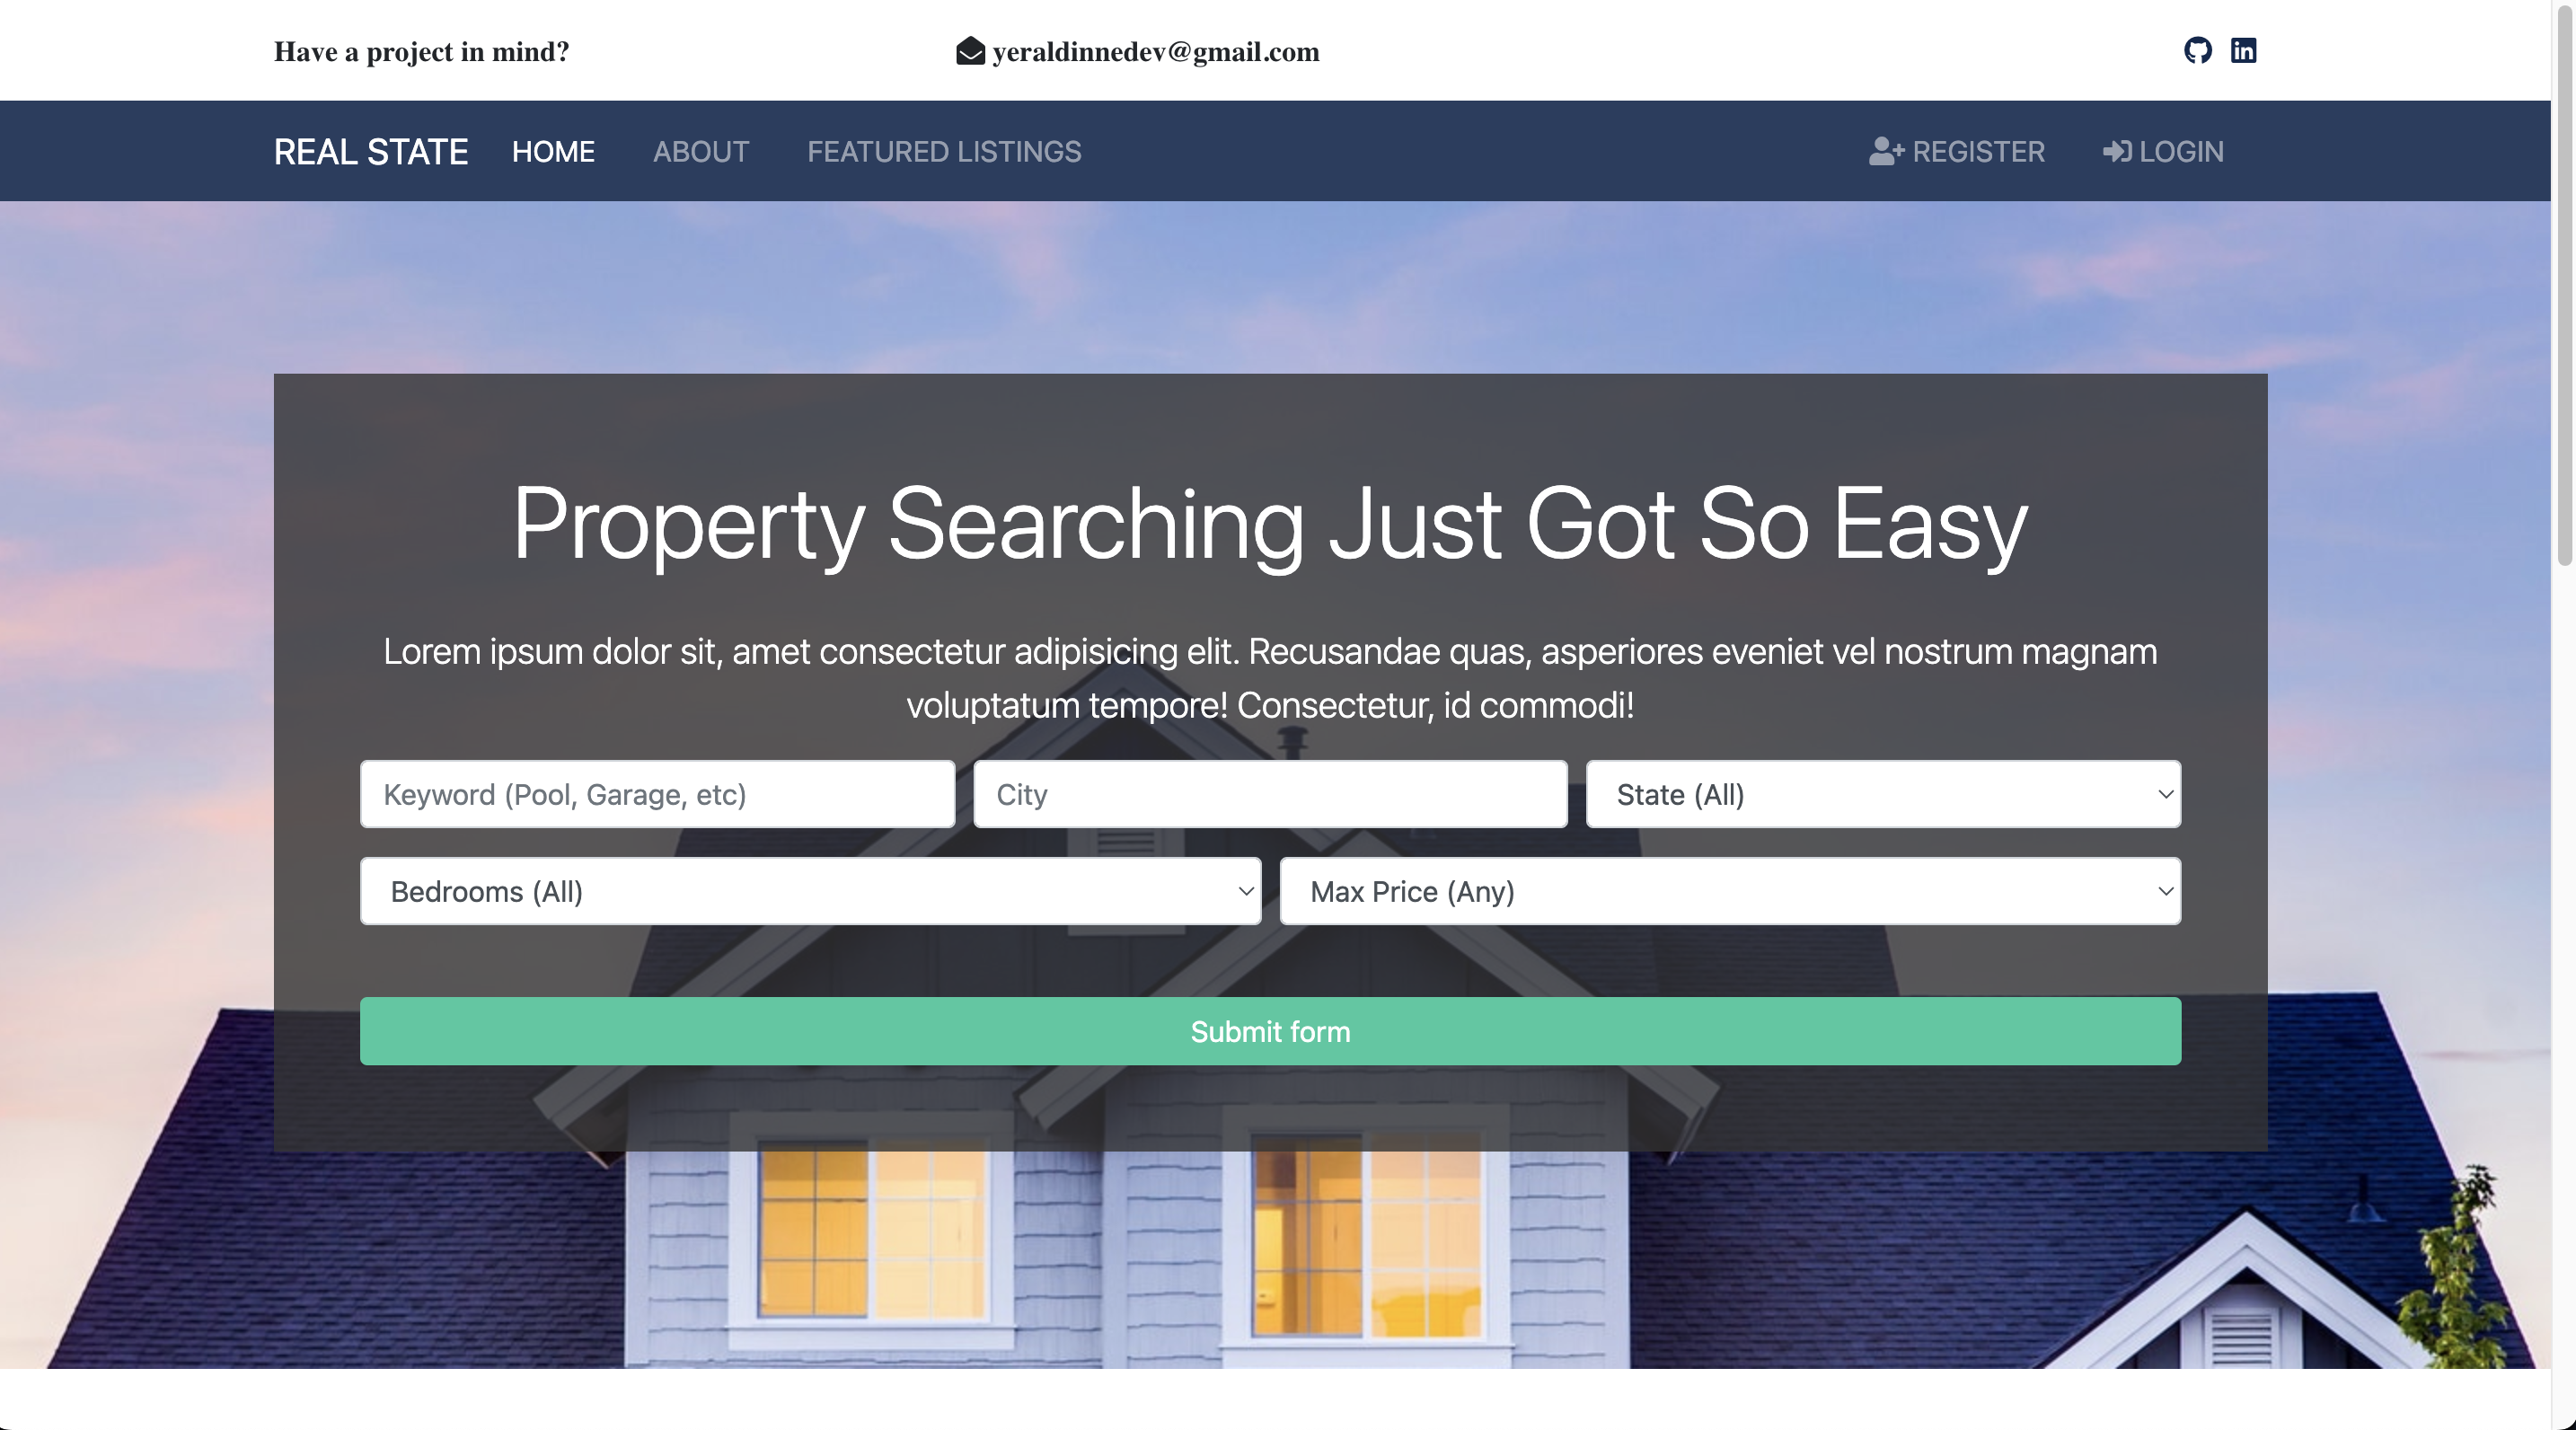 Have a project in mind?
yeraldinnedev@gmail.com
REAL STATE HOME ABOUT FEATURED LISTINGS REGISTER LOGIN
Property Searching Just Got So Easy
Lorem ipsum dolor sit, amet consectetur adipisicing elit. Recusandae quas, asperiores eveniet vel nostrum magnam
voluptatum tempore! Consectetur, id commodi!
Keyword (Pool, Garage, etc) City State (All)
Bedrooms (All) Max Price (Any)
Submit form